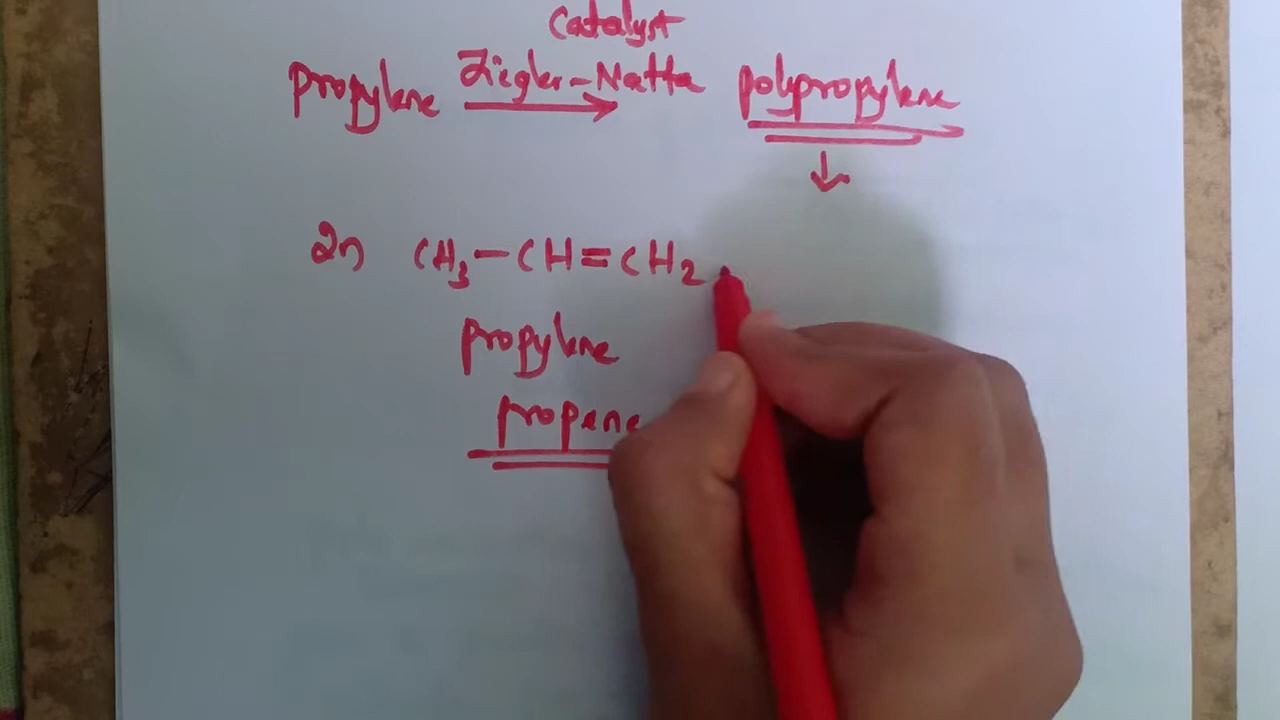 Catalyst
propylene Ziegler-Natta polypropylene
2n CH₃-CH=CH₂
propylene
propene